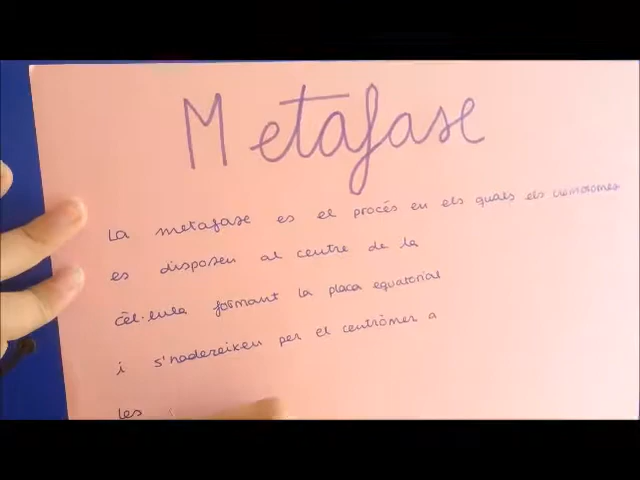 Metafase
La metafase es el procés en els quals els cromosomes
es disposen al centre de la
cèl·lula formant la placa equatorial
i s'hadereixen per el centròmer a
les